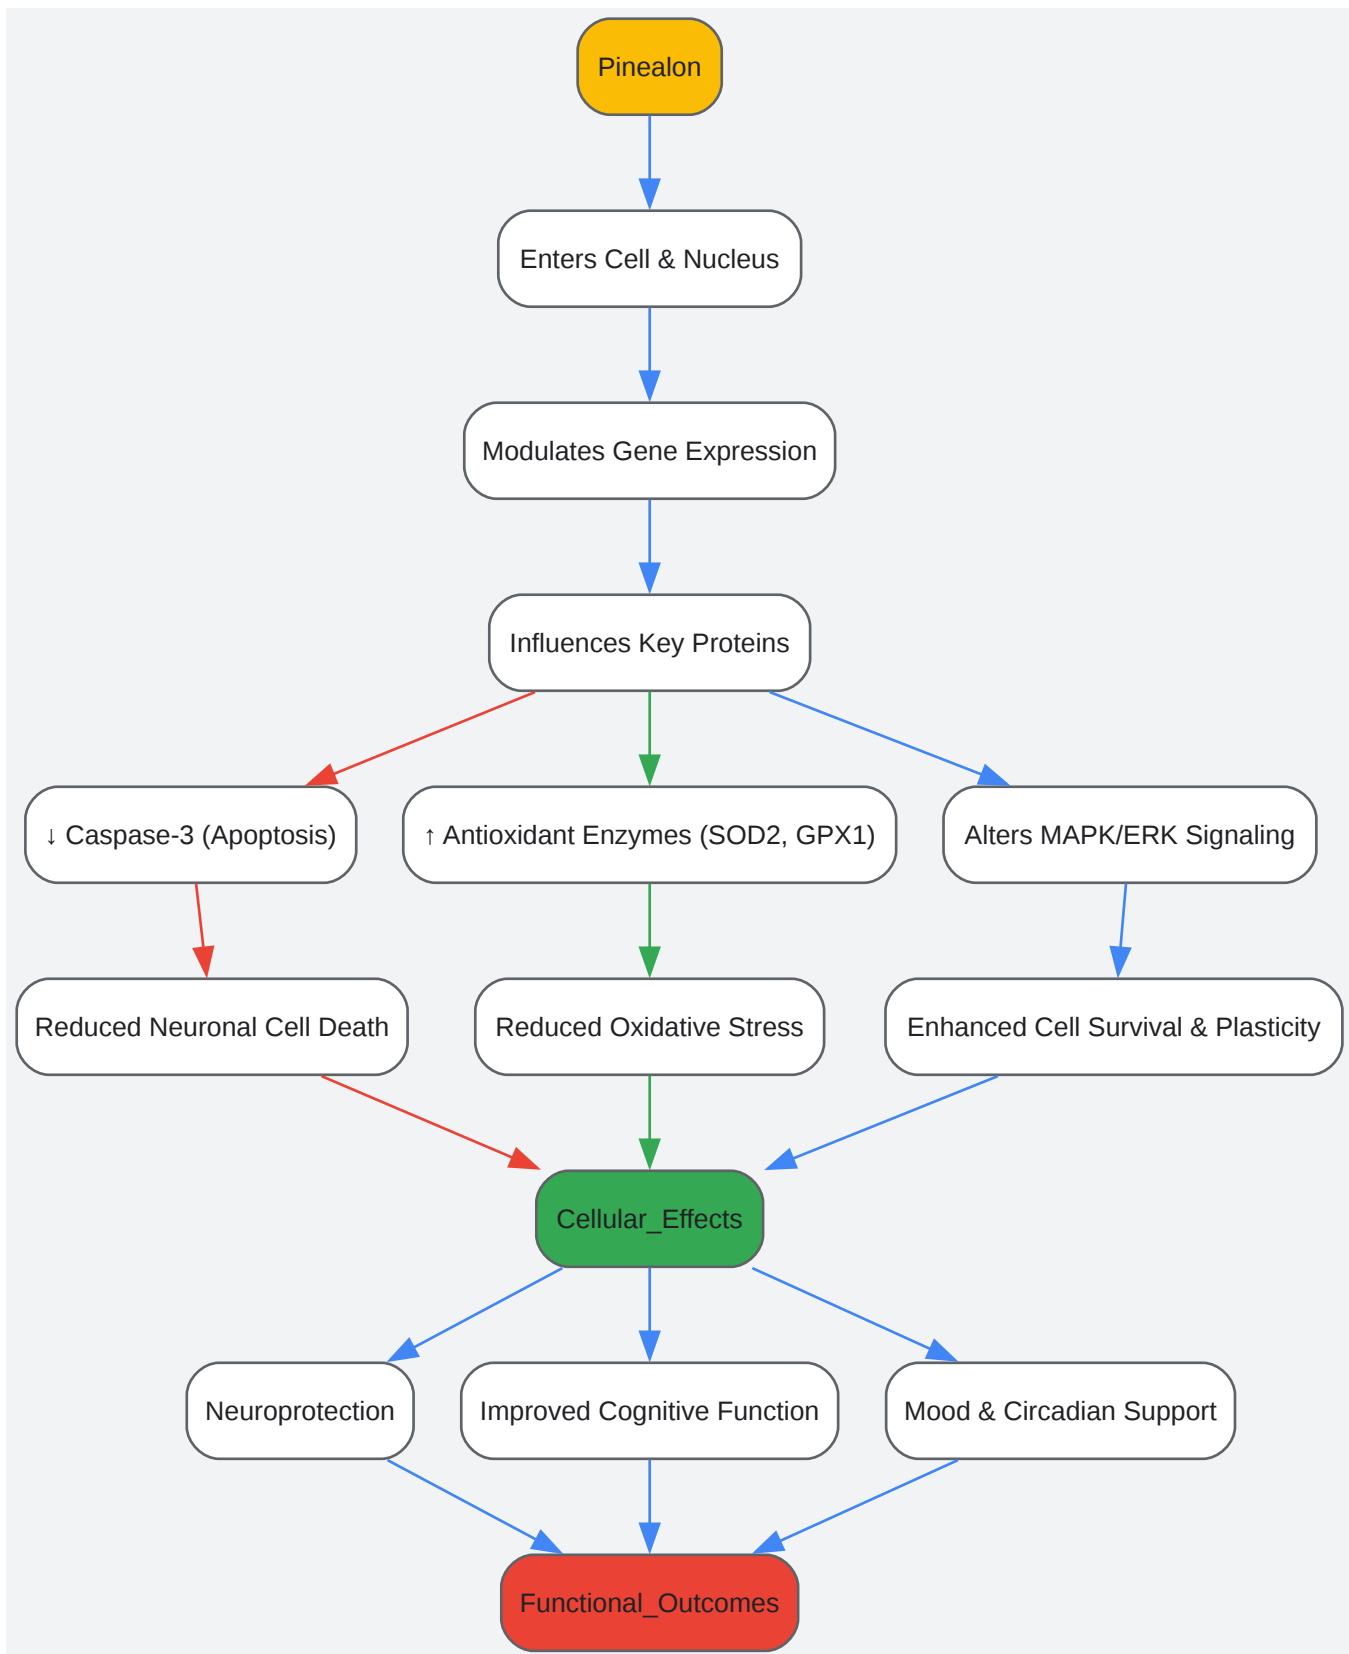 Pinealon
Enters Cell & Nucleus
Modulates Gene Expression
Influences Key Proteins
↓ Caspase-3 (Apoptosis)
↑ Antioxidant Enzymes (SOD2, GPX1)
Alters MAPK/ERK Signaling
Reduced Neuronal Cell Death
Reduced Oxidative Stress
Enhanced Cell Survival & Plasticity
Cellular_Effects
Neuroprotection
Improved Cognitive Function
Mood & Circadian Support
Functional_Outcomes